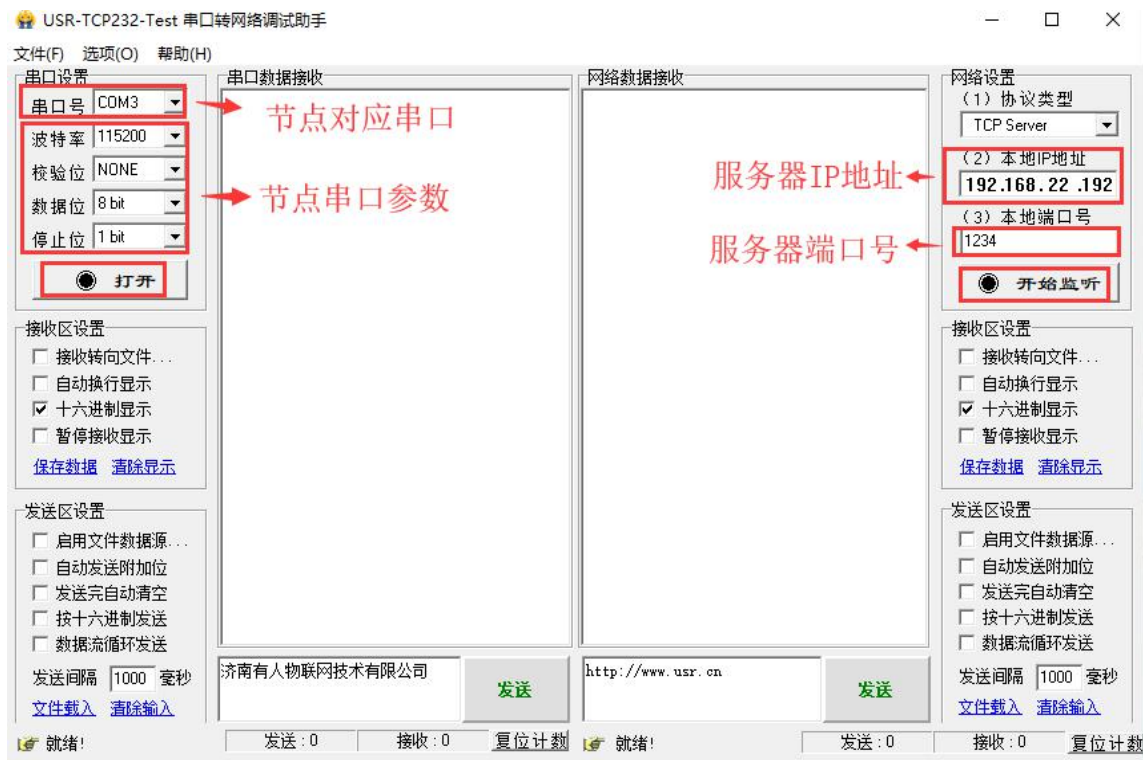 USR-TCP232-Test 串口转网络调试助手
文件(F) 选项(O) 帮助(H)
串口设置
串口号 COM3
波特率 115200
校验位 NONE
数据位 8 bit
停止位 1 bit
打开
节点对应串口
节点串口参数
接收区设置
接收转向文件...
自动换行显示
十六进制显示
暂停接收显示
保存数据 清除显示
发送区设置
启用文件数据源...
自动发送附加位
发送完自动清空
按十六进制发送
数据流循环发送
发送间隔 1000 毫秒
文件载入 清除输入
串口数据接收
济南有人物联网技术有限公司
发送
网络数据接收
服务器IP地址
服务器端口号
http://www.usr.cn
发送
网络设置
(1) 协议类型
TCP Server
(2) 本地IP地址
192.168.22.192
(3) 本地端口号
1234
开始监听
接收区设置
接收转向文件...
自动换行显示
十六进制显示
暂停接收显示
保存数据 清除显示
发送区设置
启用文件数据源...
自动发送附加位
发送完自动清空
按十六进制发送
数据流循环发送
发送间隔 1000 毫秒
文件载入 清除输入
就绪! 发送:0 接收:0 复位计数
就绪! 发送:0 接收:0 复位计数